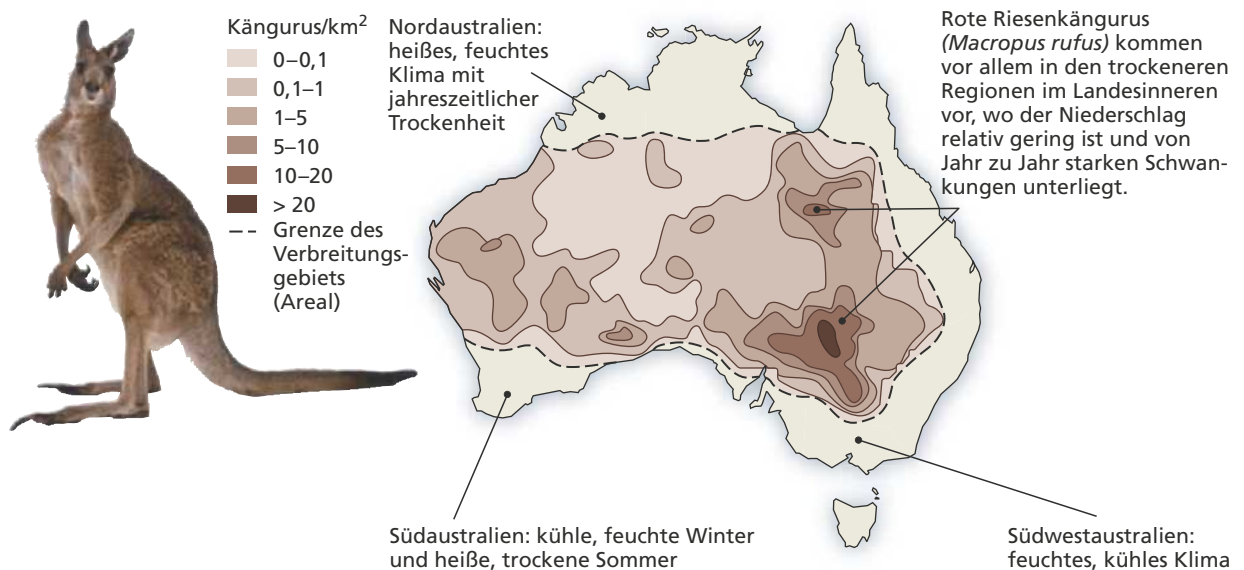 Kängurus/km²
0–0,1
0,1–1
1–5
5–10
10–20
> 20
Grenze des
Verbreitungs-
gebiets
(Areal)
Nordaustralien:
heißes, feuchtes
Klima mit
jahreszeitlicher
Trockenheit
Rote Riesenkängurus
(Macropus rufus) kommen
vor allem in den trockeneren
Regionen im Landesinneren
vor, wo der Niederschlag
relativ gering ist und von
Jahr zu Jahr starken Schwan-
kungen unterliegt.
Südaustralien: kühle, feuchte Winter
und heiße, trockene Sommer
Südwestaustralien:
feuchtes, kühles Klima